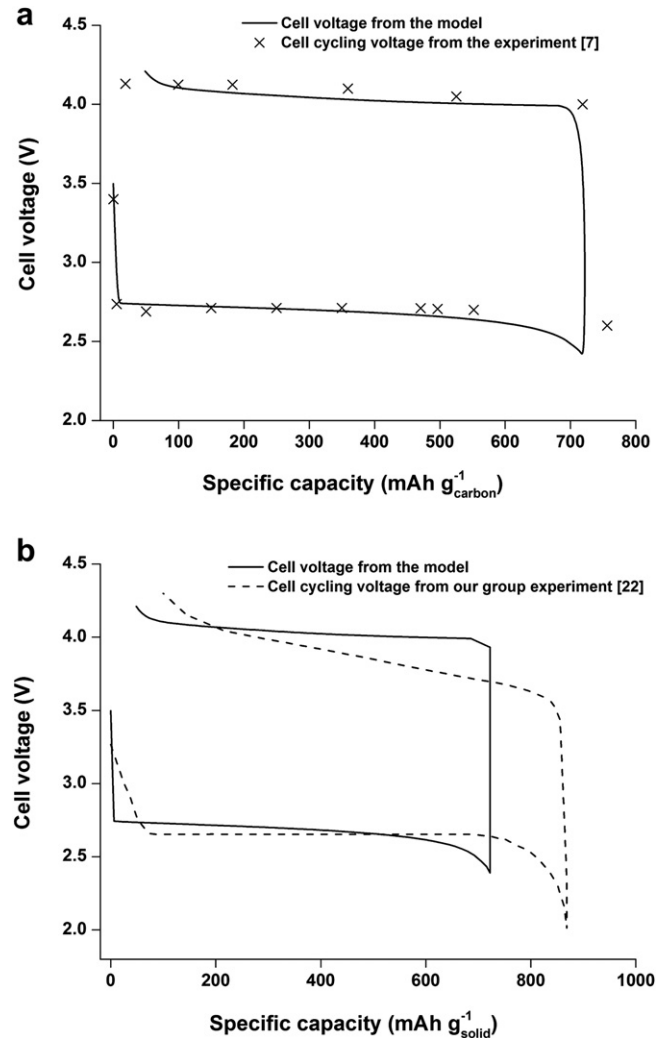 a
Cell voltage from the model
Cell cycling voltage from the experiment [7]
4.5
4.0
3.5
3.0
2.5
2.0
Cell voltage (V)
0 100 200 300 400 500 600 700 800
Specific capacity (mAh g⁻¹carbon)
b
Cell voltage from the model
Cell cycling voltage from our group experiment [22]
4.5
4.0
3.5
3.0
2.5
2.0
Cell voltage (V)
0 200 400 600 800 1000
Specific capacity (mAh g⁻¹solid)